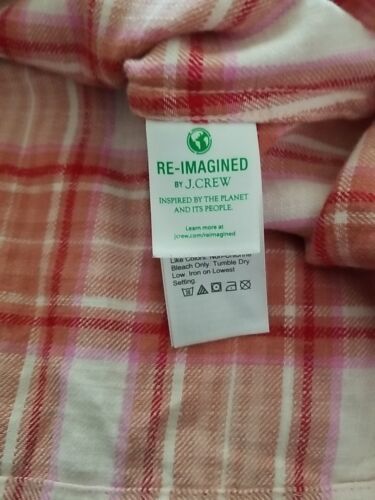 RE-IMAGINED
BY J.CREW
INSPIRED BY THE PLANET
AND ITS PEOPLE.
Learn more at
jcrew.com/reimagined
Like Colors. Non-Chlorine
Bleach Only. Tumble Dry
Low. Iron on Lowest
Setting.